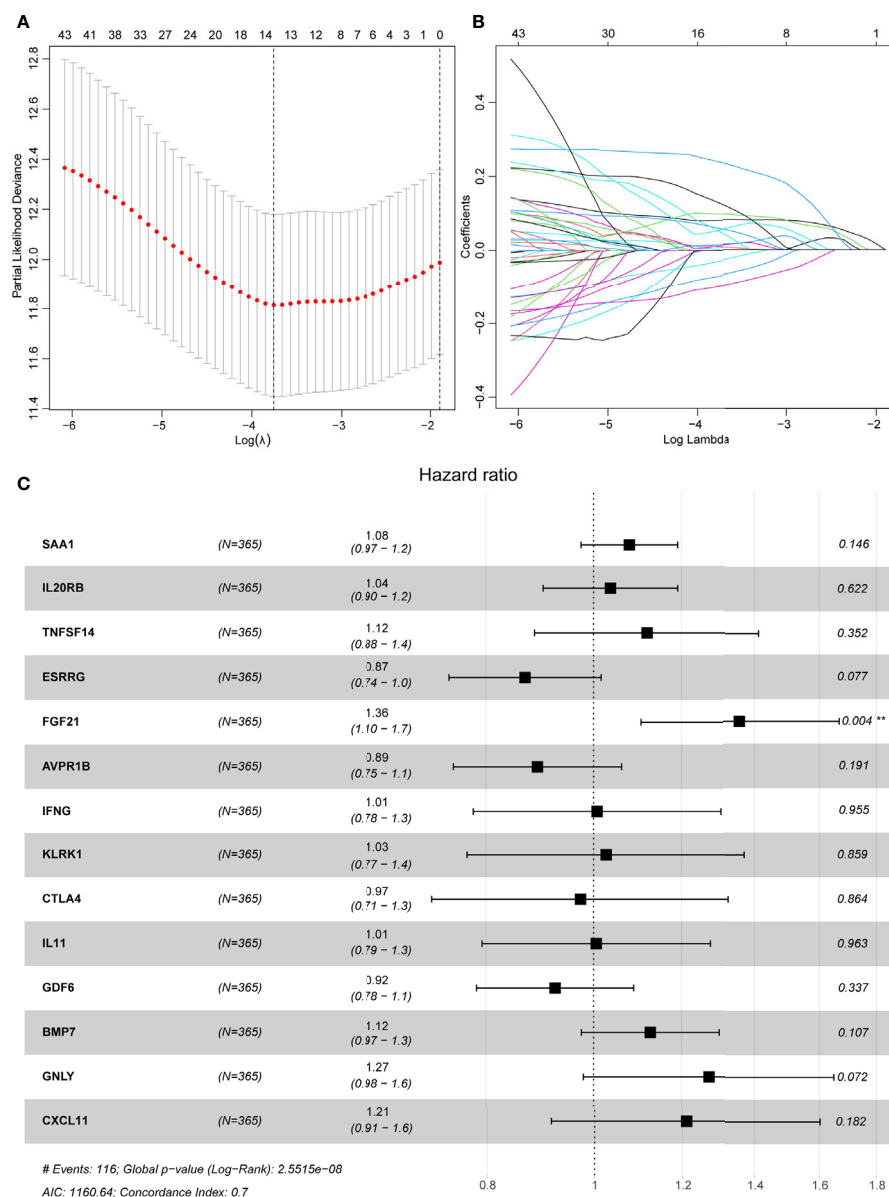 A
43 41 38 33 27 24 20 18 14 13 12 8 7 6 4 3 1 0
12.8
12.6
12.4
12.2
12.0
11.8
11.6
11.4
Partial Likelihood Deviance
−6 −5 −4 −3 −2
Log(λ)
B
43 30 16 8 1
0.4
0.2
0.0
−0.2
−0.4
Coefficients
−6 −5 −4 −3 −2
Log Lambda
C
Hazard ratio
SAA1 (N=365) 1.08 0.146
(0.97 − 1.2)
IL20RB (N=365) 1.04 0.622
(0.90 − 1.2)
TNFSF14 (N=365) 1.12 0.352
(0.88 − 1.4)
ESRRG (N=365) 0.87 0.077
(0.74 − 1.0)
FGF21 (N=365) 1.36 0.004 **
(1.10 − 1.7)
AVPR1B (N=365) 0.89 0.191
(0.75 − 1.1)
IFNG (N=365) 1.01 0.955
(0.78 − 1.3)
KLRK1 (N=365) 1.03 0.859
(0.77 − 1.4)
CTLA4 (N=365) 0.97 0.864
(0.71 − 1.3)
IL11 (N=365) 1.01 0.963
(0.79 − 1.3)
GDF6 (N=365) 0.92 0.337
(0.78 − 1.1)
BMP7 (N=365) 1.12 0.107
(0.97 − 1.3)
GNLY (N=365) 1.27 0.072
(0.98 − 1.6)
CXCL11 (N=365) 1.21 0.182
(0.91 − 1.6)
# Events: 116; Global p−value (Log−Rank): 2.5515e−08
AIC: 1160.64; Concordance Index: 0.7
0.8 1 1.2 1.4 1.6 1.8